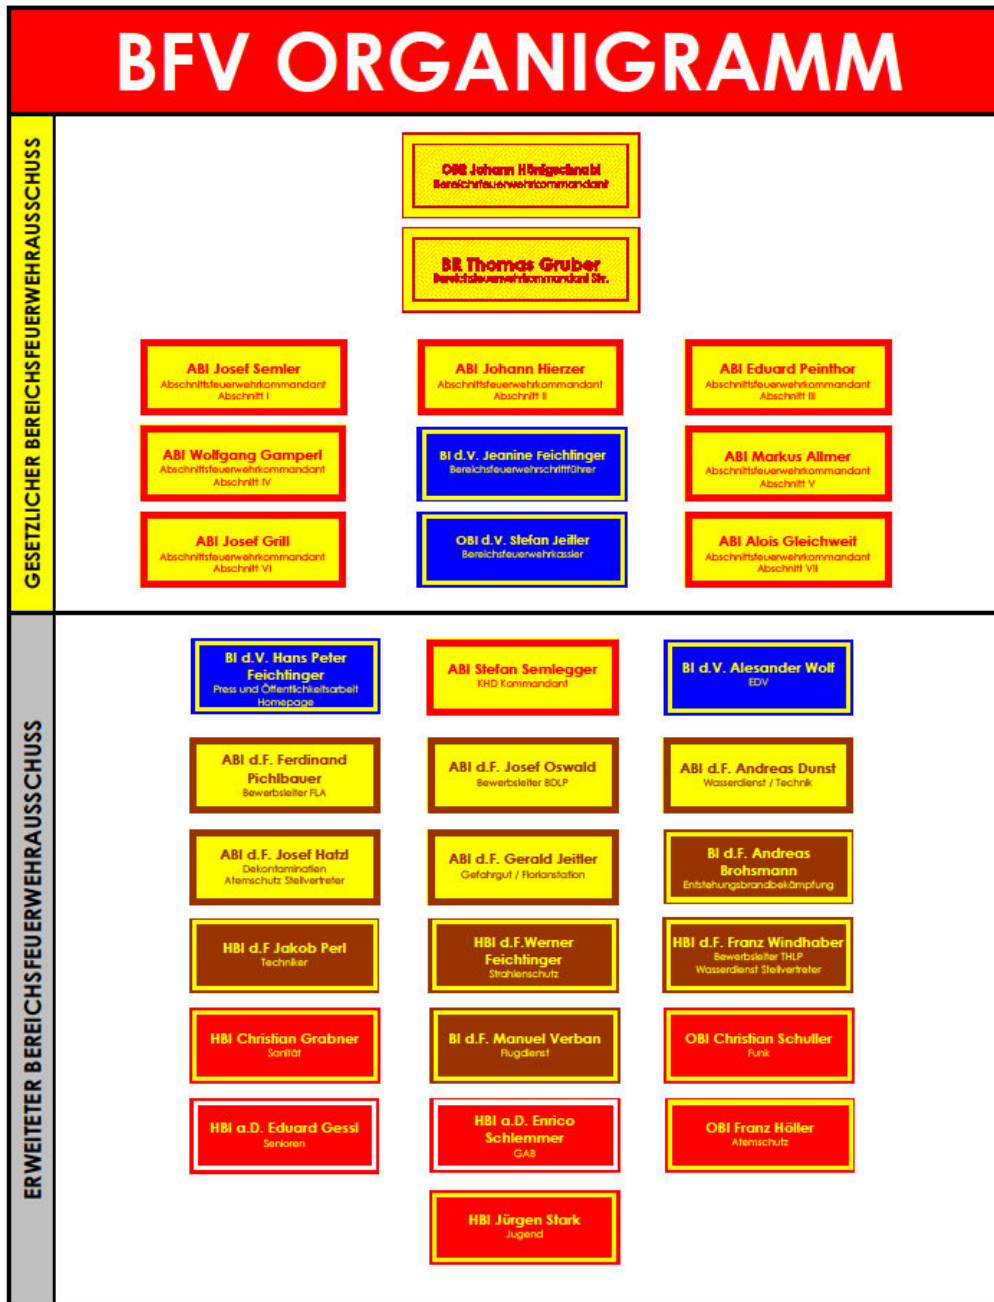 BFV ORGANIGRAMM
GESETZLICHER BEREICHSFEUERWEHRAUSSCHUSS
OBR Johann Hönigschnabl
Bereichsfeuerwehrkommandant
BR Thomas Gruber
Bereichsfeuerwehrkommandant Stv.
ABI Josef Semler
Abschnittsfeuerwehrkommandant
Abschnitt I
ABI Johann Hierzer
Abschnittsfeuerwehrkommandant
Abschnitt II
ABI Eduard Peinthor
Abschnittsfeuerwehrkommandant
Abschnitt III
ABI Wolfgang Gamperl
Abschnittsfeuerwehrkommandant
Abschnitt IV
BI d.V. Jeanine Feichtinger
Bereichsfeuerwehrschriftführer
ABI Markus Allmer
Abschnittsfeuerwehrkommandant
Abschnitt V
ABI Josef Grill
Abschnittsfeuerwehrkommandant
Abschnitt VI
OBI d.V. Stefan Jeitler
Bereichsfeuerwehrkassier
ABI Alois Gleichweit
Abschnittsfeuerwehrkommandant
Abschnitt VII
ERWEITETER BEREICHSFEUERWEHRAUSSCHUSS
BI d.V. Hans Peter
Feichtinger
Press und Öffentlichkeitsarbeit
Homepage
ABI Stefan Semlegger
KHD Kommandant
BI d.V. Alesander Wolf
EDV
ABI d.F. Ferdinand
Pichlbauer
Bewerbsleiter FLA
ABI d.F. Josef Oswald
Bewerbsleiter BDLP
ABI d.F. Andreas Dunst
Wasserdienst / Technik
ABI d.F. Josef Hatzl
Dekontamination
Atemschutz Stellvertreter
ABI d.F. Gerald Jeitler
Gefahrgut / Florianstation
BI d.F. Andreas
Brohsmann
Entstehungsbrandbekämpfung
HBI d.F Jakob Perl
Techniker
HBI d.F.Werner
Feichtinger
Strahlenschutz
HBI d.F. Franz Windhaber
Bewerbsleiter THLP
Wasserdienst Stellvertreter
HBI Christian Grabner
Sanität
BI d.F. Manuel Verban
Flugdienst
OBI Christian Schuller
Funk
HBI a.D. Eduard Gessl
Senioren
HBI a.D. Enrico
Schlemmer
GAB
OBI Franz Höller
Atemschutz
HBI Jürgen Stark
Jugend